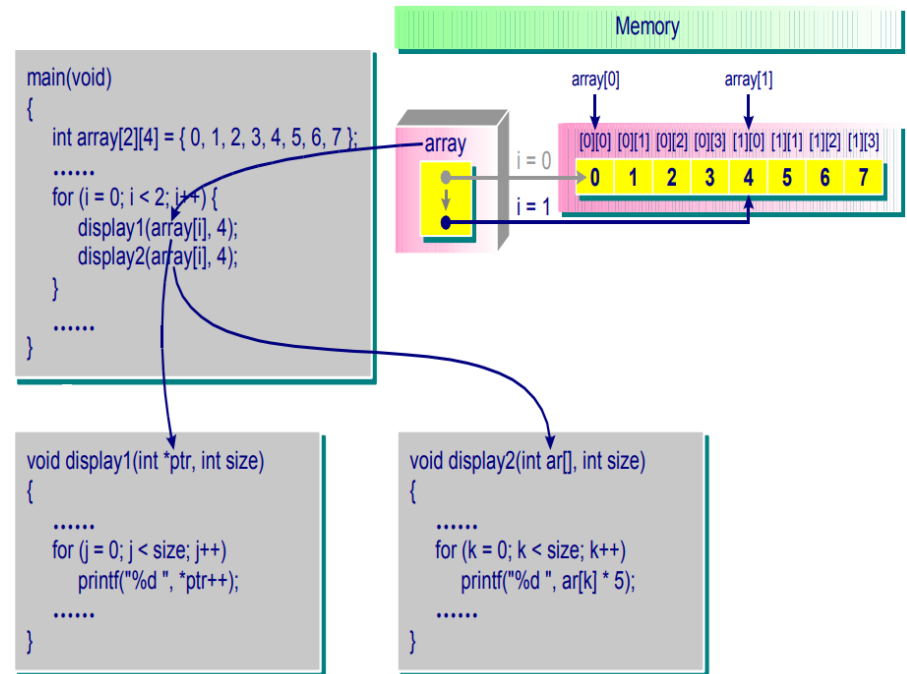 Memory
main(void)
{
int array[2][4] = { 0, 1, 2, 3, 4, 5, 6, 7 };
......
for (i = 0; i < 2; i++) {
display1(array[i], 4);
display2(array[i], 4);
}
......
}
array[0] array[1]
[0][0] [0][1] [0][2] [0][3] [1][0] [1][1] [1][2] [1][3]
0 1 2 3 4 5 6 7
array
i = 0
i = 1
void display1(int *ptr, int size)
{
......
for (j = 0; j < size; j++)
printf("%d ", *ptr++);
......
}
void display2(int ar[], int size)
{
......
for (k = 0; k < size; k++)
printf("%d ", ar[k] * 5);
......
}